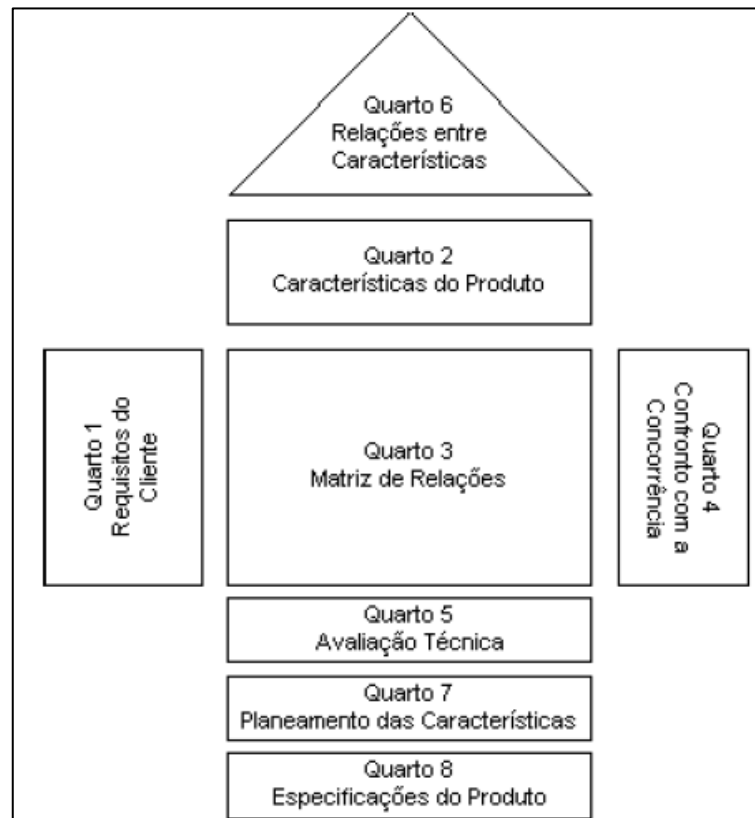 Quarto 6
Relações entre
Características
Quarto 2
Características do Produto
Quarto 1
Requisitos do
Cliente
Quarto 3
Matriz de Relações
Quarto 4
Confronto com a
Concorrência
Quarto 5
Avaliação Técnica
Quarto 7
Planeamento das Características
Quarto 8
Especificações do Produto